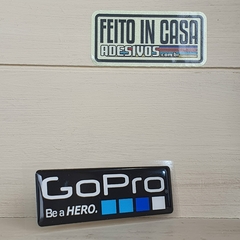 FEITO IN CASA
ADESIVOS
GoPro
Be a HERO.